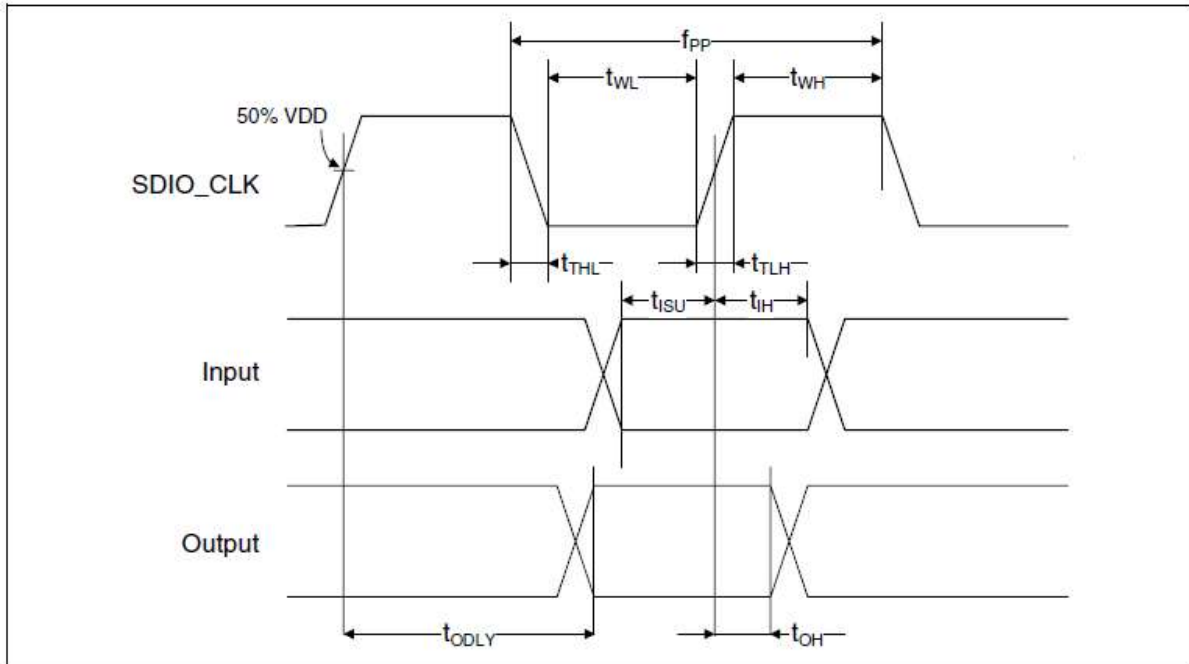 fPP
tWL
tWH
50% VDD
SDIO_CLK
tTHL
tTLH
tISU
tIH
Input
Output
tODLY
tOH